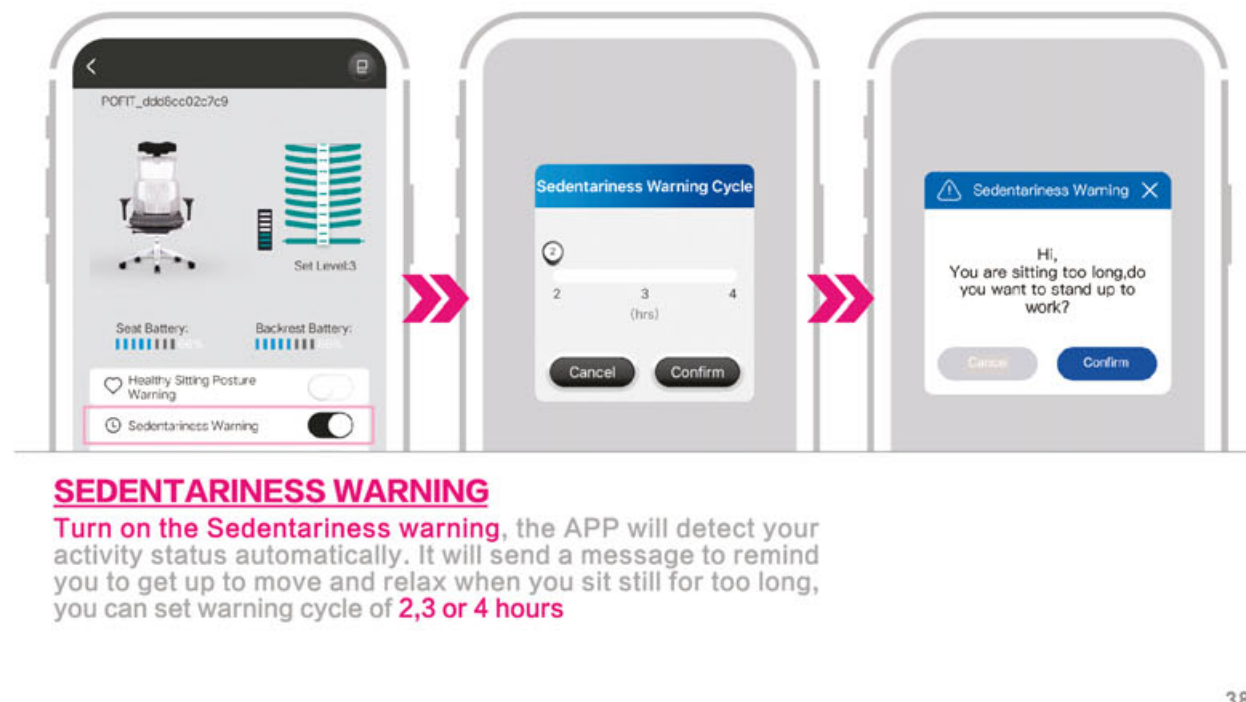 POFIT_ddd6cc02c7c9
Set Level:3
Seat Battery:
Backrest Battery:
Healthy Sitting Posture
Warning
Sedentariness Warning
Sedentariness Warning Cycle
2
2 3 4
(hrs)
Cancel Confirm
Sedentariness Warning
Hi,
You are sitting too long,do
you want to stand up to
work?
Cancel Confirm
SEDENTARINESS WARNING
Turn on the Sedentariness warning, the APP will detect your
activity status automatically. It will send a message to remind
you to get up to move and relax when you sit still for too long,
you can set warning cycle of 2,3 or 4 hours
38